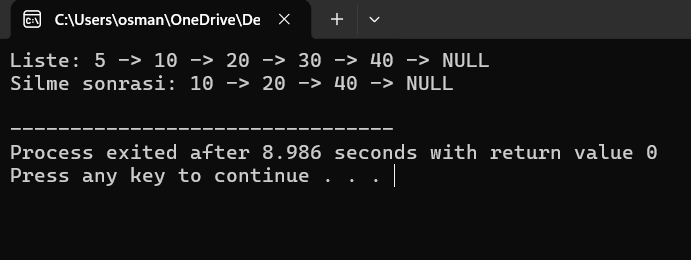 C:\Users\osman\OneDrive\De
Liste: 5 -> 10 -> 20 -> 30 -> 40 -> NULL
Silme sonrasi: 10 -> 20 -> 40 -> NULL
--------------------------------
Process exited after 8.986 seconds with return value 0
Press any key to continue . . .